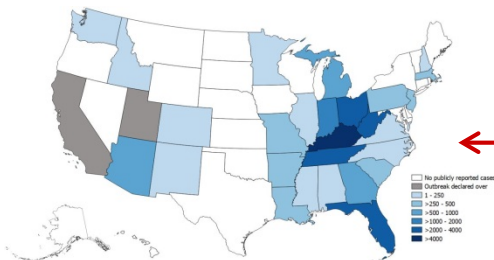 No publicly reported cases
Outbreak declared over
1 - 250
>250 - 500
>500 - 1000
>1000 - 2000
>2000 - 4000
>4000